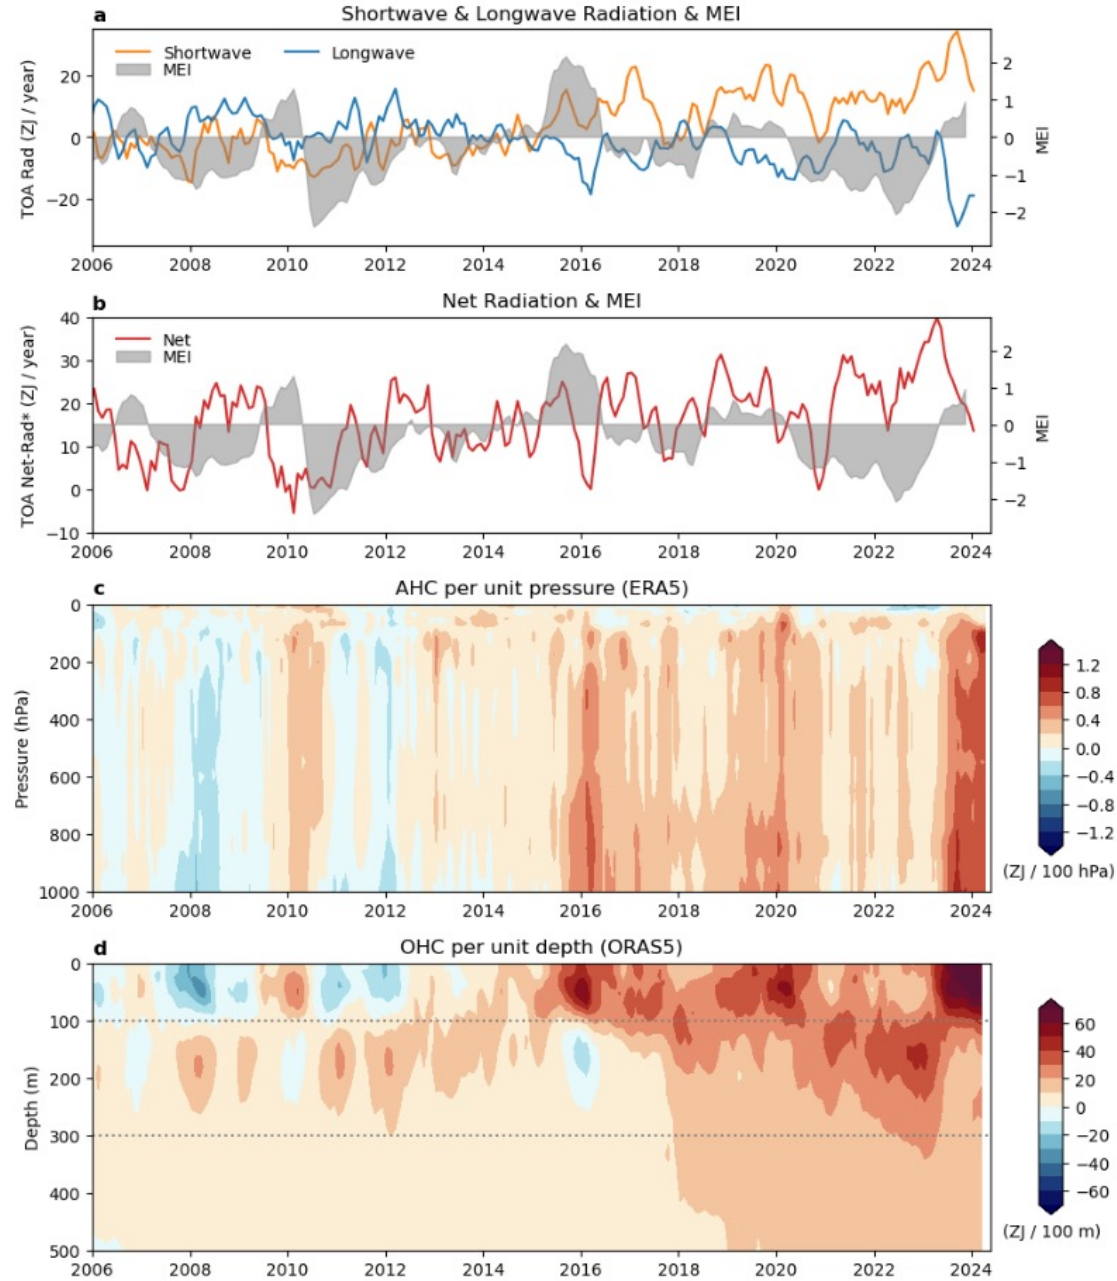 a
Shortwave & Longwave Radiation & MEI
Shortwave
Longwave
MEI
TOA Rad (ZJ / year)
20
0
−20
2
1
0
−1
−2
MEI
2006 2008 2010 2012 2014 2016 2018 2020 2022 2024
b
Net Radiation & MEI
Net
MEI
TOA Net-Rad* (ZJ / year)
40
30
20
10
0
−10
2
1
0
−1
−2
MEI
2006 2008 2010 2012 2014 2016 2018 2020 2022 2024
c
AHC per unit pressure (ERA5)
Pressure (hPa)
0
200
400
600
800
1000
2006 2008 2010 2012 2014 2016 2018 2020 2022 2024
1.2
0.8
0.4
0.0
−0.4
−0.8
−1.2
(ZJ / 100 hPa)
d
OHC per unit depth (ORAS5)
Depth (m)
0
100
200
300
400
500
2006 2008 2010 2012 2014 2016 2018 2020 2022 2024
60
40
20
0
−20
−40
−60
(ZJ / 100 m)